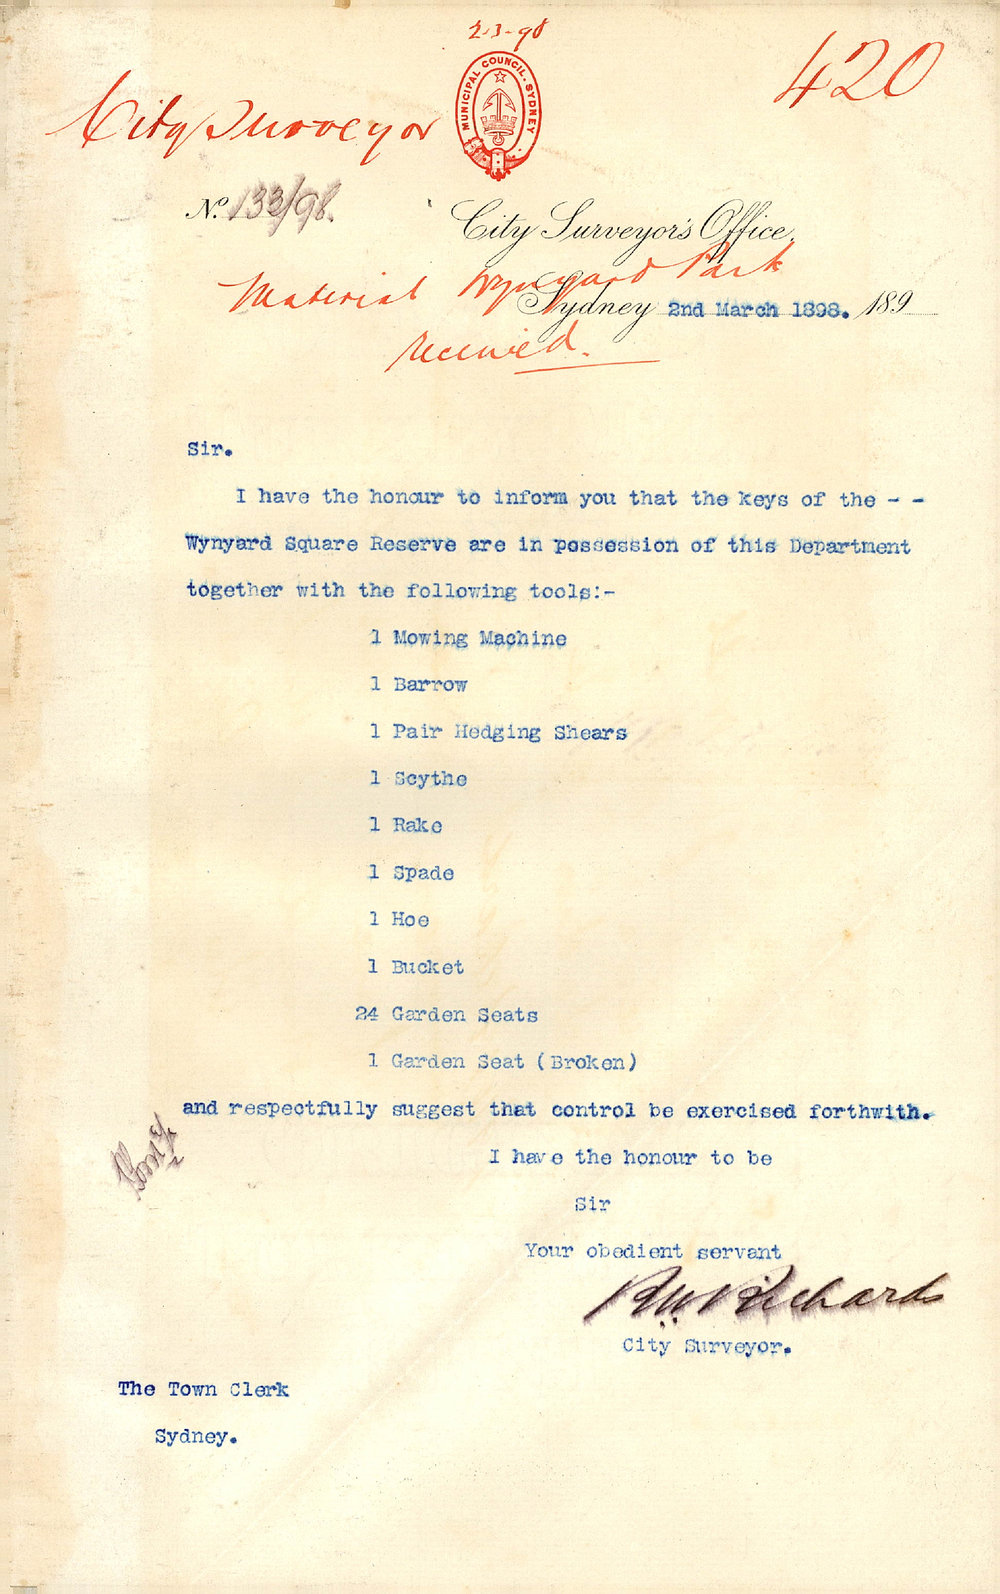 2-3-98
420
City Surveyor
MUNICIPAL COUNCIL. SYDNEY
No. 133/98.
City Surveyor's Office,
Material Wynyard Park
Sydney 2nd March 1898. 189
received.
Sir.
I have the honour to inform you that the keys of the - -
Wynyard Square Reserve are in possession of this Department
together with the following tools:-
1 Mowing Machine
1 Barrow
1 Pair Hedging Shears
1 Scythe
1 Rake
1 Spade
1 Hoe
1 Bucket
24 Garden Seats
1 Garden Seat (Broken)
and respectfully suggest that control be exercised forthwith.
I have the honour to be
Sir
Your obedient servant
RW Richards
City Surveyor.
The Town Clerk
Sydney.